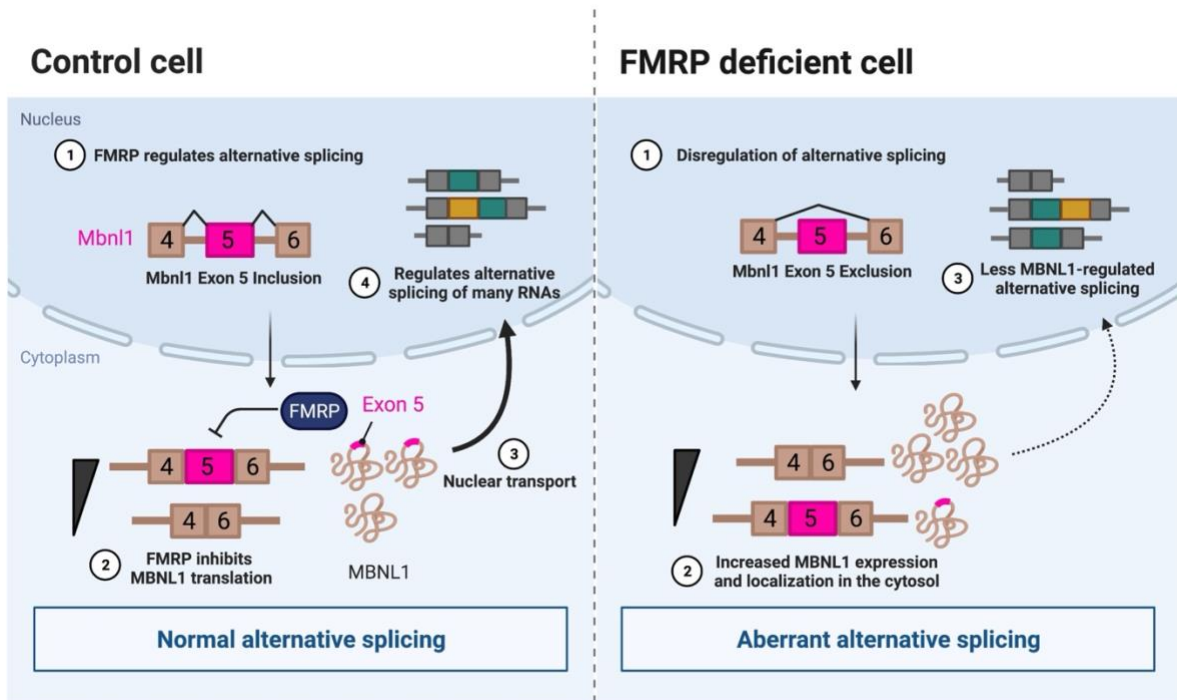 Control cell
Nucleus
1 FMRP regulates alternative splicing
Mbnl1
4 5 6
Mbnl1 Exon 5 Inclusion
4 Regulates alternative
splicing of many RNAs
Cytoplasm
FMRP
Exon 5
4 5 6
4 6
3
Nuclear transport
2 FMRP inhibits
MBNL1 translation
MBNL1
Normal alternative splicing
FMRP deficient cell
1 Disregulation of alternative splicing
4 5 6
Mbnl1 Exon 5 Exclusion
3 Less MBNL1-regulated
alternative splicing
4 6
4 5 6
2 Increased MBNL1 expression
and localization in the cytosol
Aberrant alternative splicing